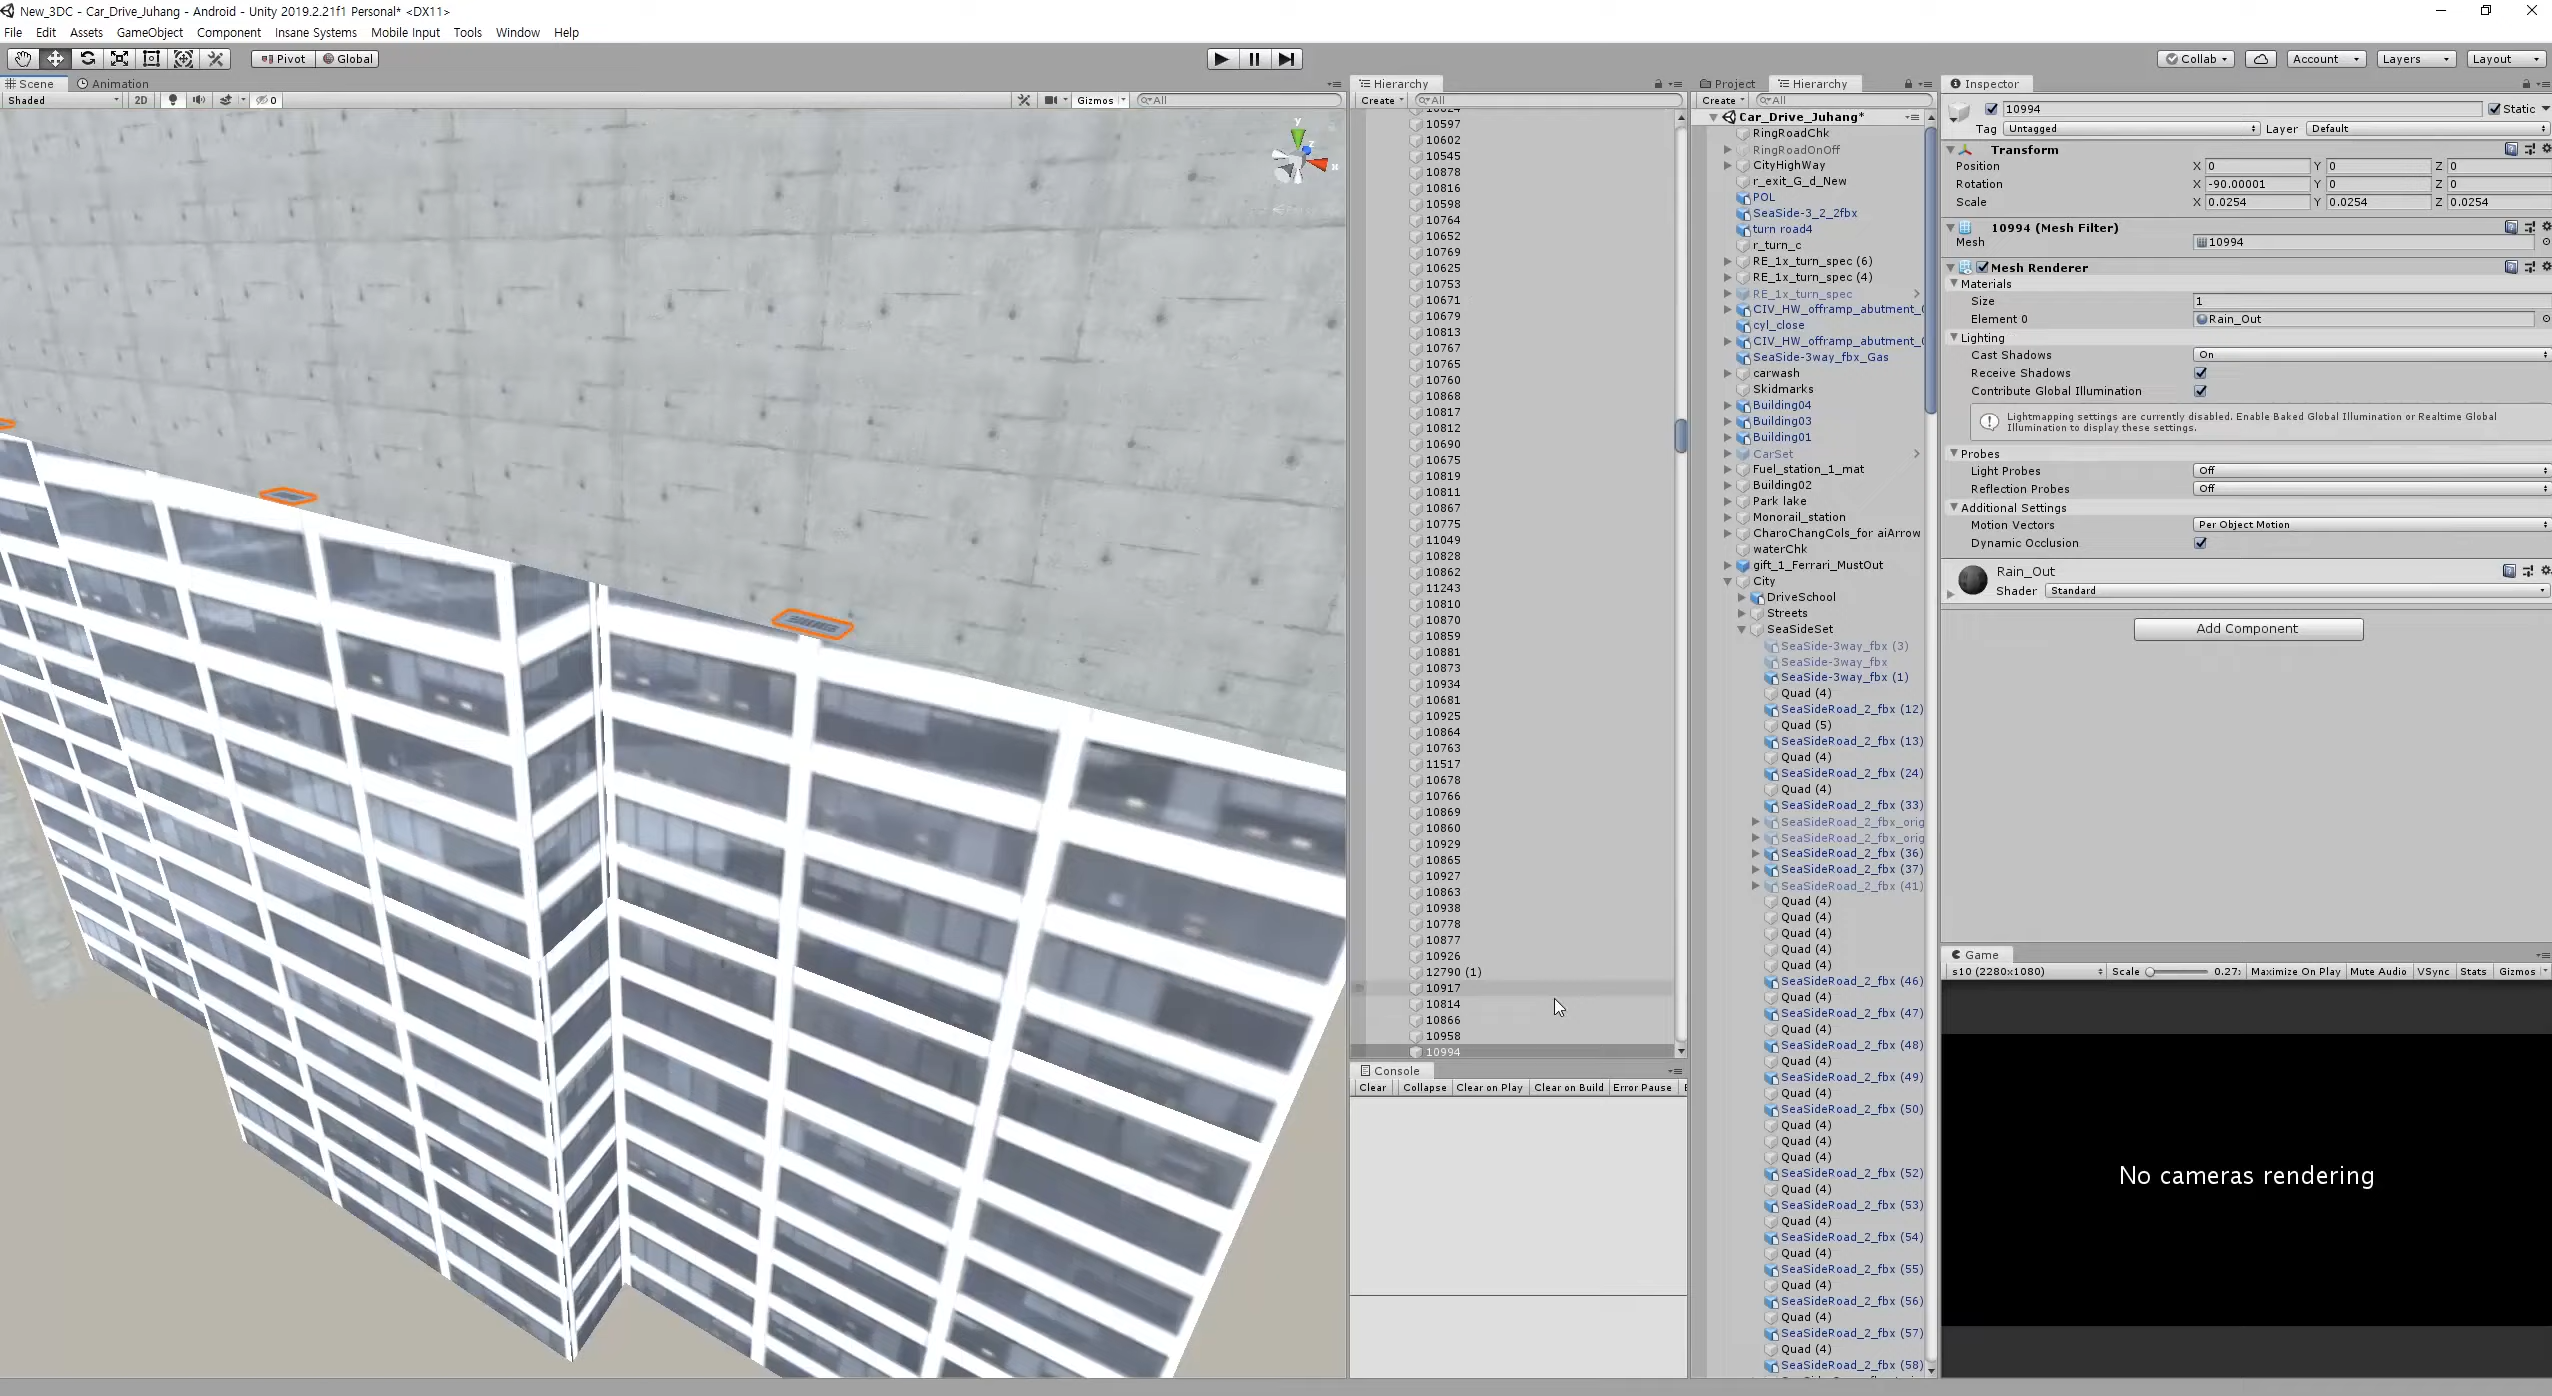 New_3DC - Car_Drive_Juhang - Android - Unity 2019.2.21f1 Personal* <DX11>
File Edit Assets GameObject Component Insane Systems Mobile Input Tools Window Help
Pivot Global Collab Account Layers Layout
Scene Animation
Shaded 2D 0 Gizmos All
y
z
x
Hierarchy
Create All
10597
10602
10545
10878
10816
10598
10764
10652
10769
10625
10753
10671
10679
10813
10767
10765
10760
10868
10817
10812
10690
10675
10819
10811
10867
10775
11049
10828
10862
11243
10810
10870
10859
10881
10873
10934
10681
10925
10864
10763
11517
10678
10766
10869
10860
10929
10865
10927
10863
10938
10778
10877
10926
12790 (1)
10917
10814
10866
10958
10994
Console
Clear Collapse Clear on Play Clear on Build Error Pause
Project Hierarchy
Create All
Car_Drive_Juhang*
RingRoadChk
RingRoadOnOff
CityHighWay
r_exit_G_d_New
POL
SeaSide-3_2_2fbx
turn road4
r_turn_c
RE_1x_turn_spec (6)
RE_1x_turn_spec (4)
RE_1x_turn_spec
CIV_HW_offramp_abutment_
cyl_close
CIV_HW_offramp_abutment_
SeaSide-3way_fbx_Gas
carwash
Skidmarks
Building04
Building03
Building01
CarSet
Fuel_station_1_mat
Building02
Park lake
Monorail_station
CharoChangCols_for aiArrow
waterChk
gift_1_Ferrari_MustOut
City
DriveSchool
Streets
SeaSideSet
SeaSide-3way_fbx (3)
SeaSide-3way_fbx
SeaSide-3way_fbx (1)
Quad (4)
SeaSideRoad_2_fbx (12)
Quad (5)
SeaSideRoad_2_fbx (13)
Quad (4)
SeaSideRoad_2_fbx (24)
Quad (4)
SeaSideRoad_2_fbx (33)
SeaSideRoad_2_fbx_orig
SeaSideRoad_2_fbx_orig
SeaSideRoad_2_fbx (36)
SeaSideRoad_2_fbx (37)
SeaSideRoad_2_fbx (41)
Quad (4)
Quad (4)
Quad (4)
Quad (4)
Quad (4)
SeaSideRoad_2_fbx (46)
Quad (4)
SeaSideRoad_2_fbx (47)
Quad (4)
SeaSideRoad_2_fbx (48)
Quad (4)
SeaSideRoad_2_fbx (49)
Quad (4)
SeaSideRoad_2_fbx (50)
Quad (4)
Quad (4)
Quad (4)
SeaSideRoad_2_fbx (52)
Quad (4)
SeaSideRoad_2_fbx (53)
Quad (4)
SeaSideRoad_2_fbx (54)
Quad (4)
SeaSideRoad_2_fbx (55)
Quad (4)
SeaSideRoad_2_fbx (56)
Quad (4)
SeaSideRoad_2_fbx (57)
Quad (4)
SeaSideRoad_2_fbx (58)
Inspector
10994 Static
Tag Untagged Layer Default
Transform
Position X 0 Y 0 Z 0
Rotation X -90.00001 Y 0 Z 0
Scale X 0.0254 Y 0.0254 Z 0.0254
10994 (Mesh Filter)
Mesh 10994
Mesh Renderer
Materials
Size 1
Element 0 Rain_Out
Lighting
Cast Shadows On
Receive Shadows
Contribute Global Illumination
Lightmapping settings are currently disabled. Enable Baked Global Illumination or Realtime Global
Illumination to display these settings.
Probes
Light Probes Off
Reflection Probes Off
Additional Settings
Motion Vectors Per Object Motion
Dynamic Occlusion
Rain_Out
Shader Standard
Add Component
Game
s10 (2280x1080) Scale 0.27 Maximize On Play Mute Audio VSync Stats Gizmos
No cameras rendering